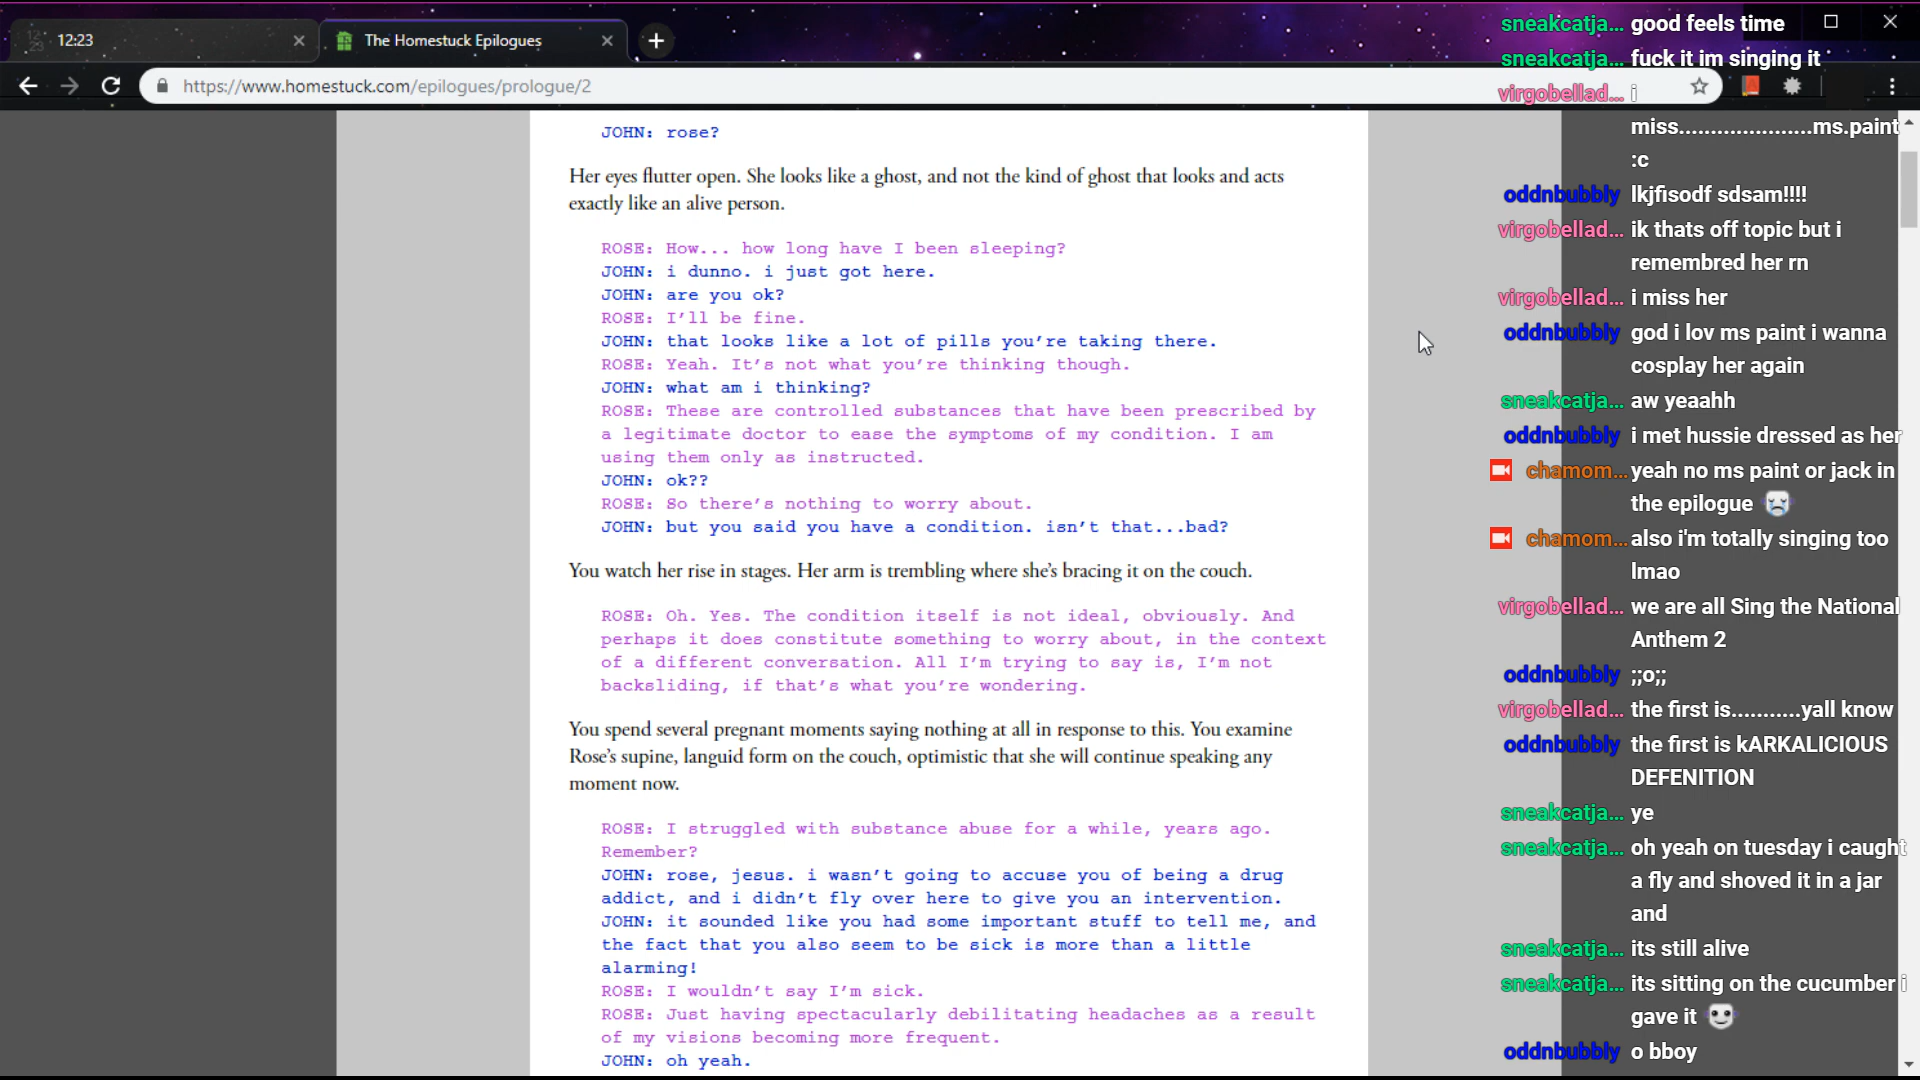 12:23
The Homestuck Epilogues
https://www.homestuck.com/epilogues/prologue/2
JOHN: rose?
Her eyes flutter open. She looks like a ghost, and not the kind of ghost that looks and acts
exactly like an alive person.
ROSE: How... how long have I been sleeping?
JOHN: i dunno. i just got here.
JOHN: are you ok?
ROSE: I’ll be fine.
JOHN: that looks like a lot of pills you’re taking there.
ROSE: Yeah. It’s not what you’re thinking though.
JOHN: what am i thinking?
ROSE: These are controlled substances that have been prescribed by
a legitimate doctor to ease the symptoms of my condition. I am
using them only as instructed.
JOHN: ok??
ROSE: So there’s nothing to worry about.
JOHN: but you said you have a condition. isn’t that...bad?
You watch her rise in stages. Her arm is trembling where she’s bracing it on the couch.
ROSE: Oh. Yes. The condition itself is not ideal, obviously. And
perhaps it does constitute something to worry about, in the context
of a different conversation. All I’m trying to say is, I’m not
backsliding, if that’s what you’re wondering.
You spend several pregnant moments saying nothing at all in response to this. You examine
Rose’s supine, languid form on the couch, optimistic that she will continue speaking any
moment now.
ROSE: I struggled with substance abuse for a while, years ago.
Remember?
JOHN: rose, jesus. i wasn’t going to accuse you of being a drug
addict, and i didn’t fly over here to give you an intervention.
JOHN: it sounded like you had some important stuff to tell me, and
the fact that you also seem to be sick is more than a little
alarming!
ROSE: I wouldn’t say I’m sick.
ROSE: Just having spectacularly debilitating headaches as a result
of my visions becoming more frequent.
JOHN: oh yeah.
sneakcatja... good feels time
sneakcatja... fuck it im singing it
virgobellad... i
miss.....................ms.paint
:c
oddnbubbly lkjfisodf sdsam!!!!
virgobellad... ik thats off topic but i
remembred her rn
virgobellad... i miss her
oddnbubbly god i lov ms paint i wanna
cosplay her again
sneakcatja... aw yeaahh
oddnbubbly i met hussie dressed as her
chamom... yeah no ms paint or jack in
the epilogue
chamom... also i'm totally singing too
lmao
virgobellad... we are all Sing the National
Anthem 2
oddnbubbly ;;o;;
virgobellad... the first is...........yall know
oddnbubbly the first is kARKALICIOUS
DEFENITION
sneakcatja... ye
sneakcatja... oh yeah on tuesday i caught
a fly and shoved it in a jar
and
sneakcatja... its still alive
sneakcatja... its sitting on the cucumber i
gave it
oddnbubbly o bboy